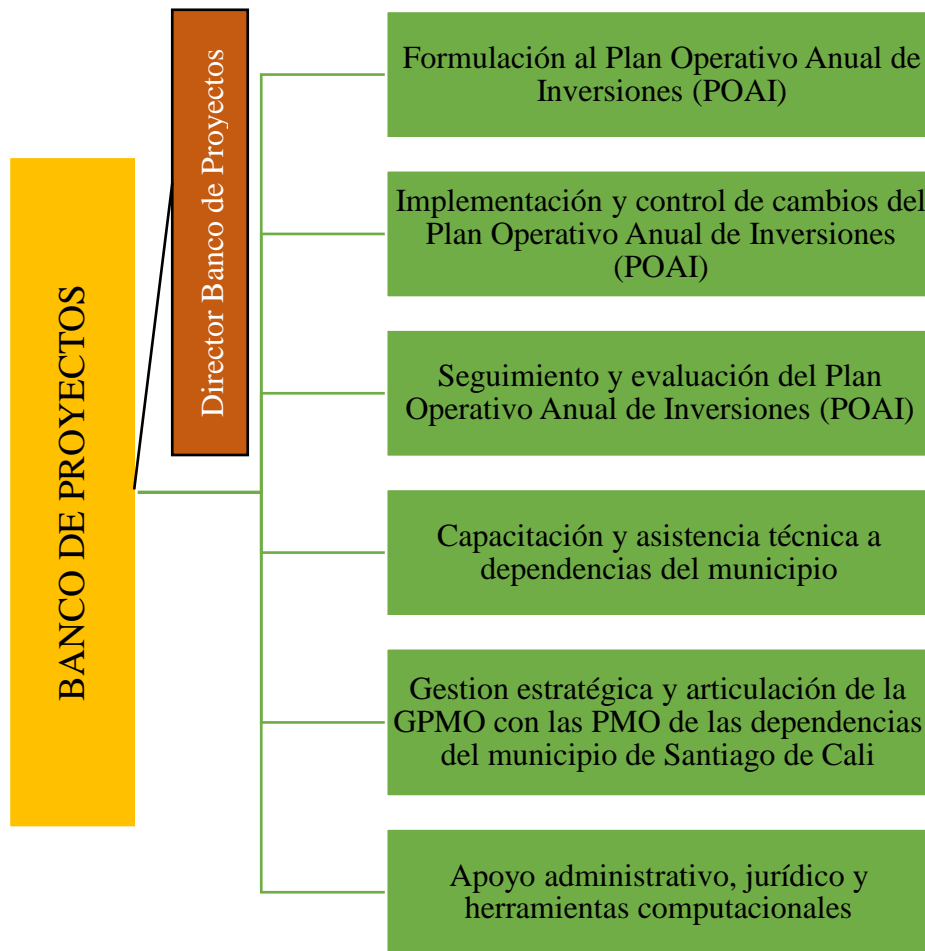 BANCO DE PROYECTOS
Director Banco de Proyectos
Formulación al Plan Operativo Anual de
Inversiones (POAI)
Implementación y control de cambios del
Plan Operativo Anual de Inversiones
(POAI)
Seguimiento y evaluación del Plan
Operativo Anual de Inversiones (POAI)
Capacitación y asistencia técnica a
dependencias del municipio
Gestion estratégica y articulación de la
GPMO con las PMO de las dependencias
del municipio de Santiago de Cali
Apoyo administrativo, jurídico y
herramientas computacionales